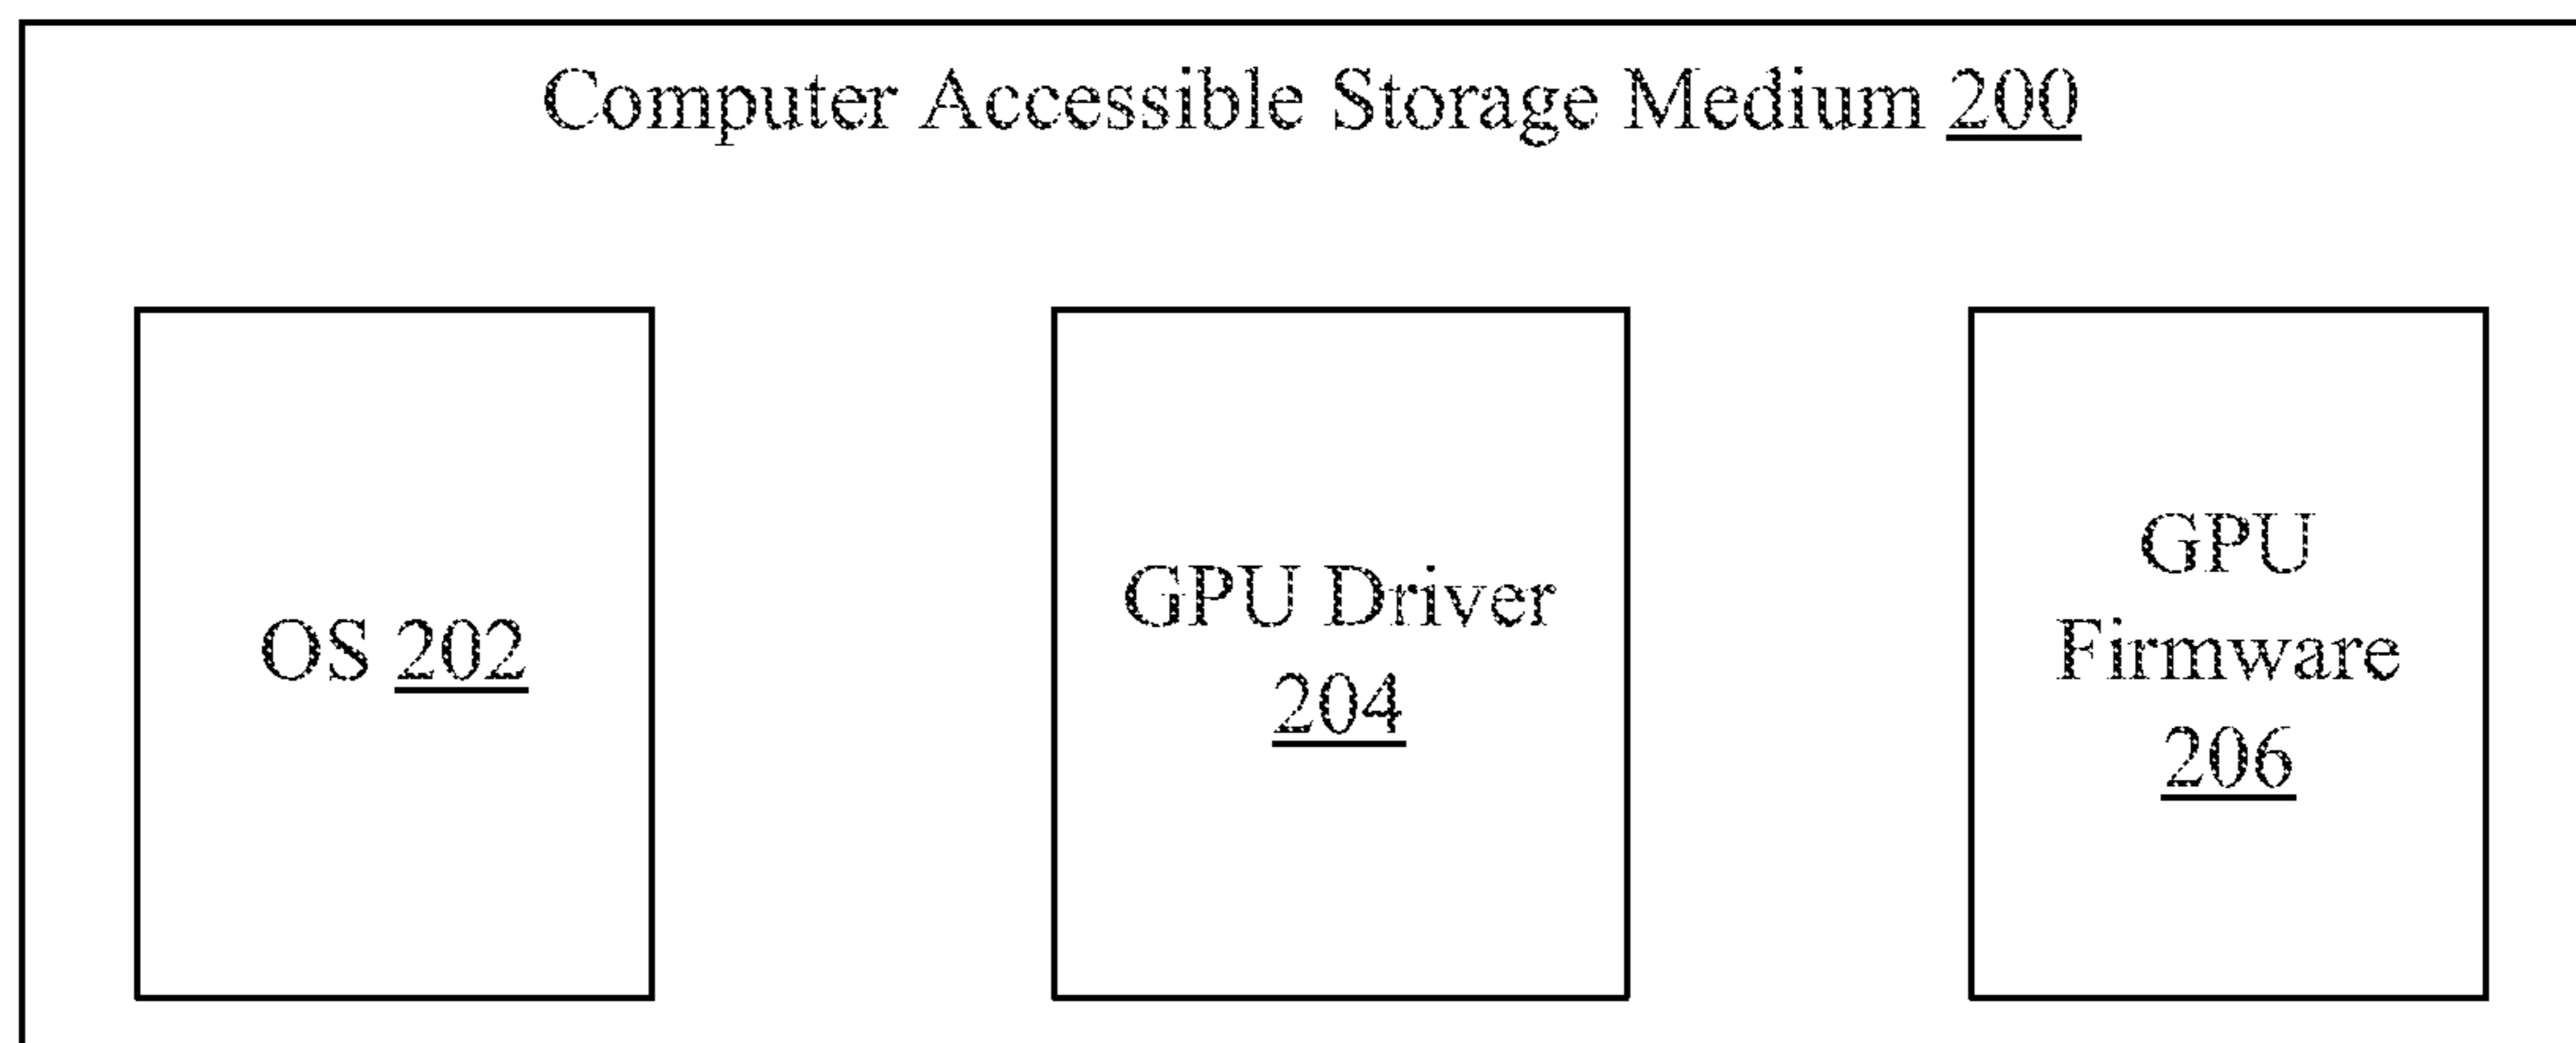 Computer Accessible Storage Medium 200
OS 202
GPU Driver
204
GPU
Firmware
206